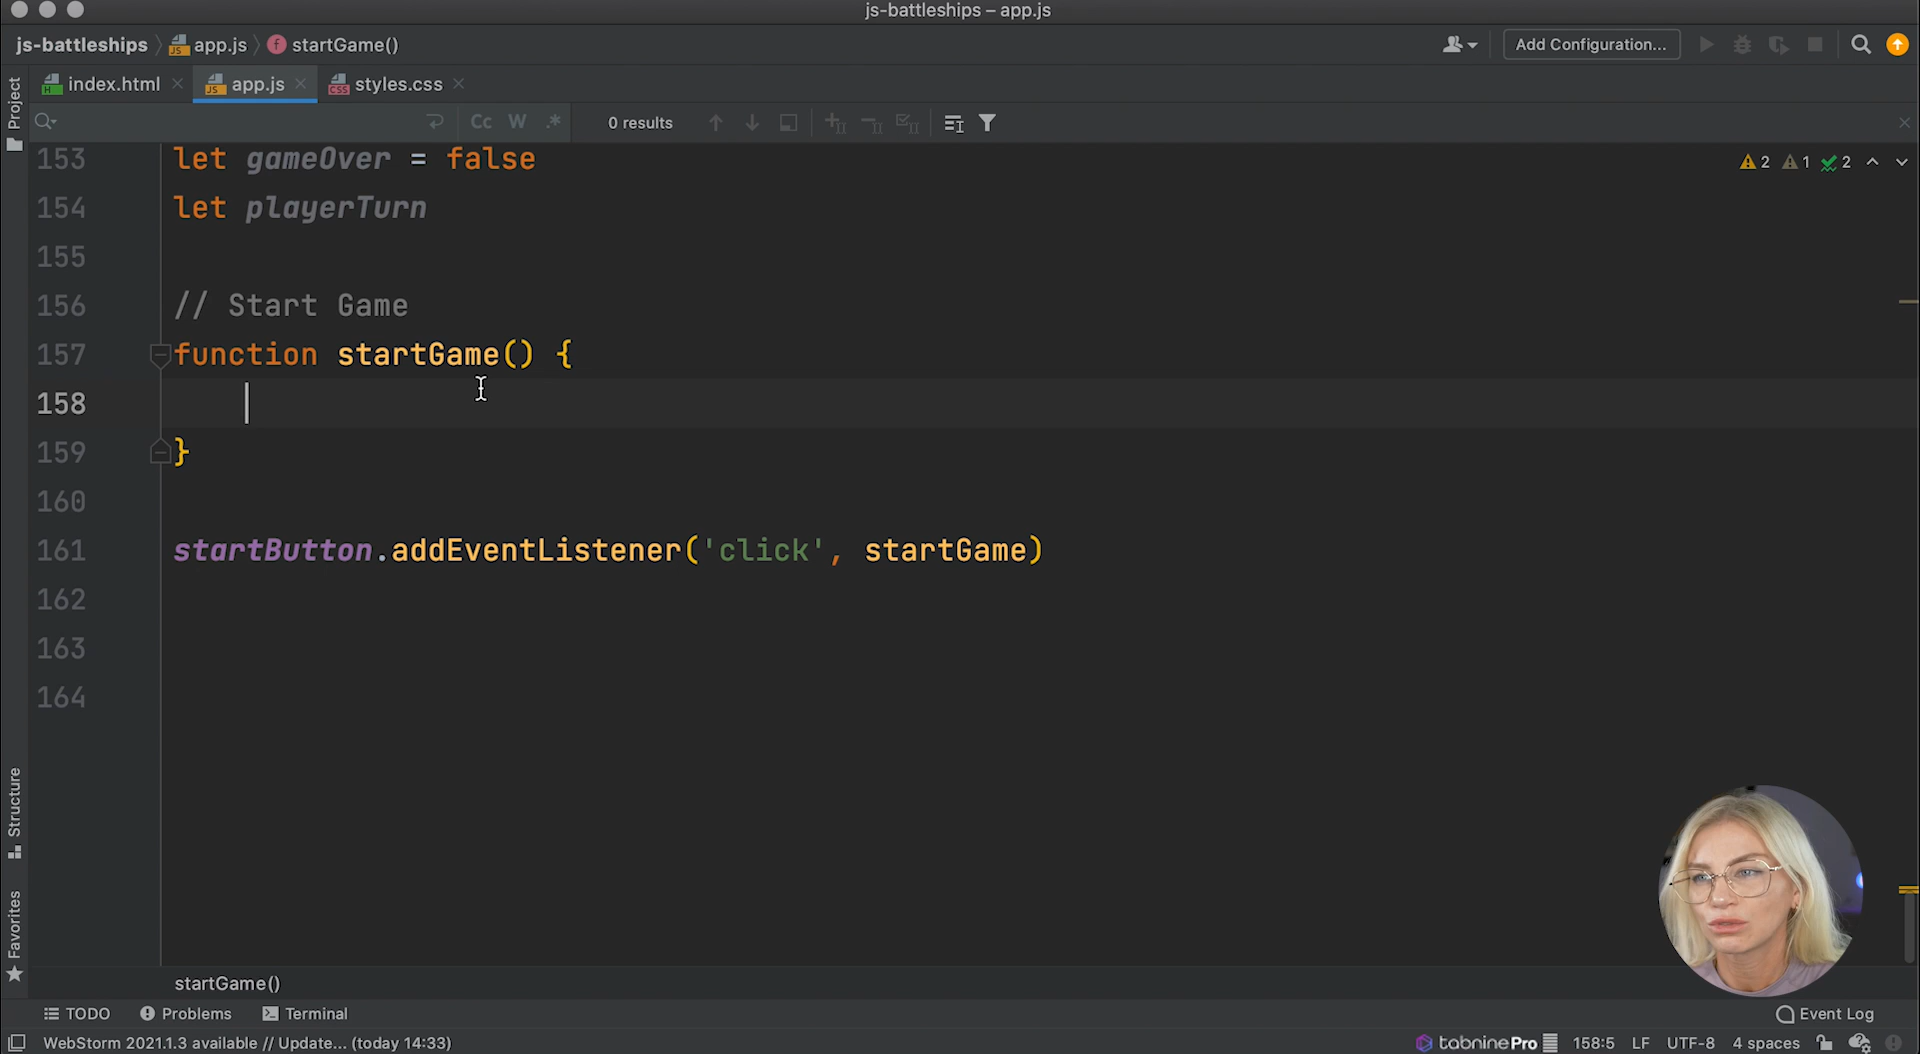 js-battleships – app.js
js-battleships app.js startGame()
Add Configuration...
index.html app.js styles.css
Cc W .* 0 results
Project
153 let gameOver = false
2 1 2
154 let playerTurn
155
156 // Start Game
157 function startGame() {
158
159 }
160
161 startButton.addEventListener('click', startGame)
162
163
164
Structure
Favorites
startGame()
TODO Problems Terminal
Event Log
WebStorm 2021.1.3 available // Update... (today 14:33)
tabnine Pro 158:5 LF UTF-8 4 spaces